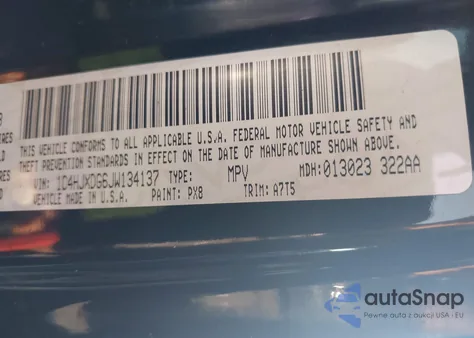 THIS VEHICLE CONFORMS TO ALL APPLICABLE U.S.A. FEDERAL MOTOR VEHICLE SAFETY AND
THEFT PREVENTION STANDARDS IN EFFECT ON THE DATE OF MANUFACTURE SHOWN ABOVE.
VIN: 1C4HJXDG6JW134137 TYPE: MPV MDH: 013023 322AA
VEHICLE MADE IN U.S.A. PAINT: PX8 TRIM: A7T5
autoSnap
Pewne auta z aukcji USA - EU